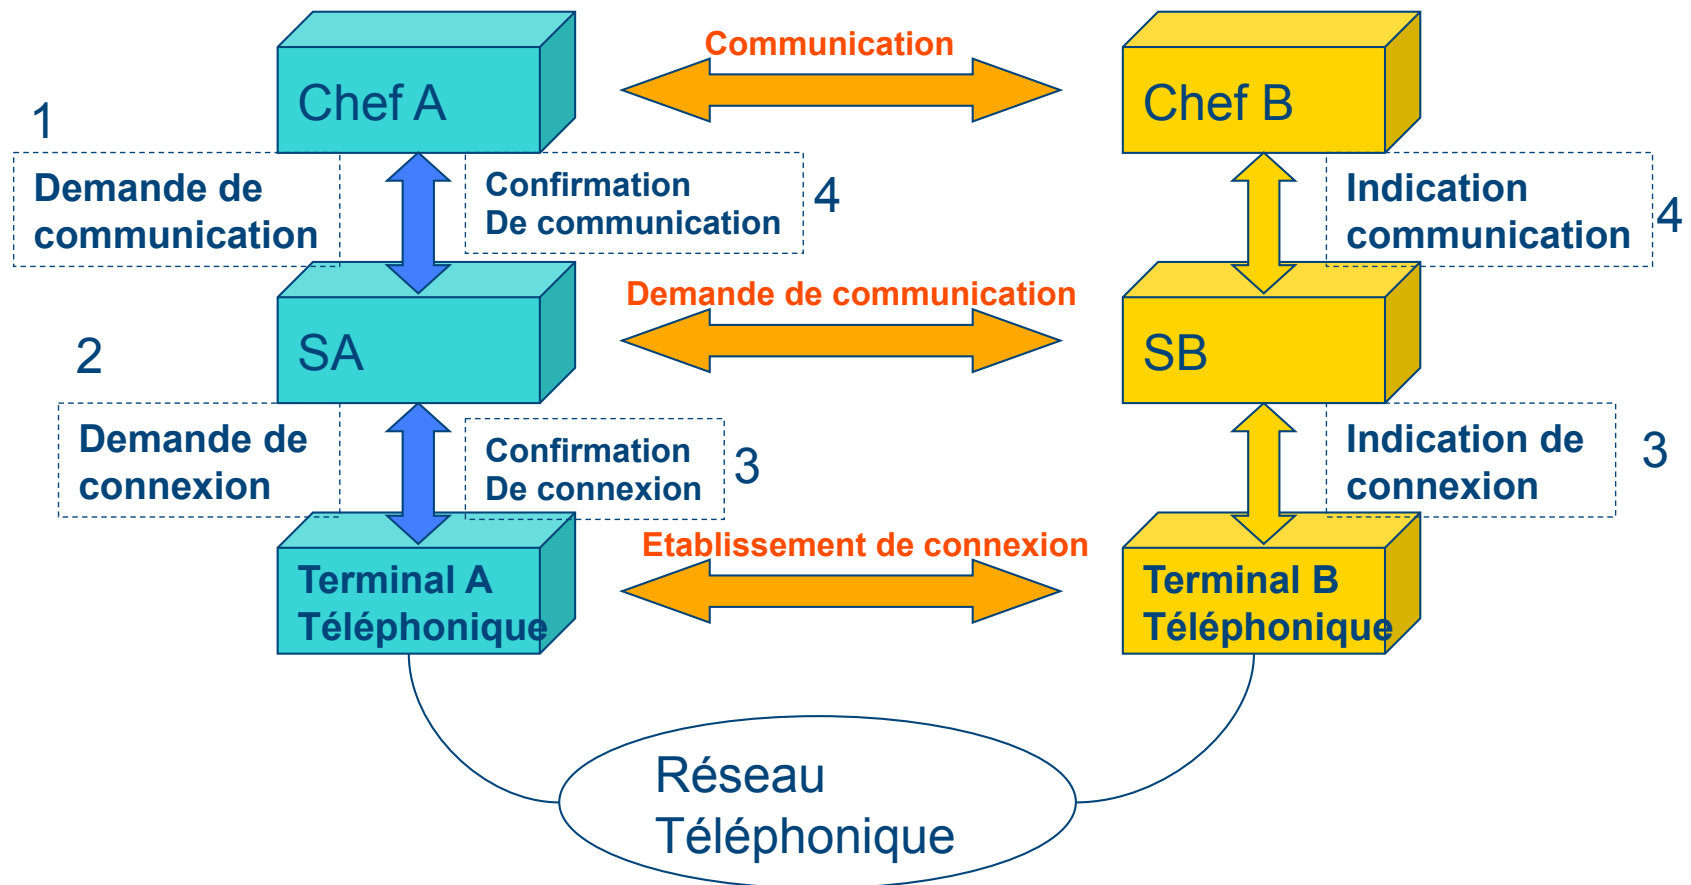 Communication
Chef A
Chef B
1
Demande de
communication
Confirmation
De communication
4
Indication
communication
4
Demande de communication
SA
SB
2
Demande de
connexion
Confirmation
De connexion
3
Indication de
connexion
3
Etablissement de connexion
Terminal A
Téléphonique
Terminal B
Téléphonique
Réseau
Téléphonique